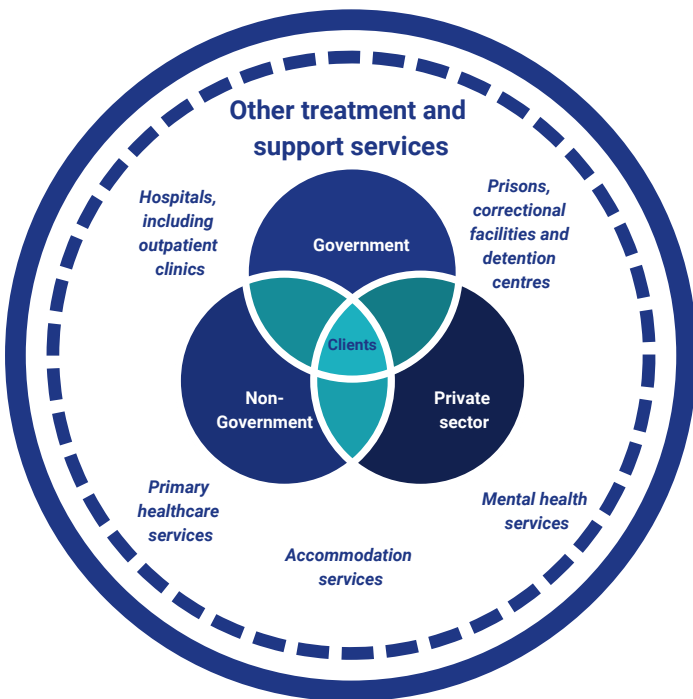 Other treatment and
support services
Hospitals,
including
outpatient
clinics
Prisons,
correctional
facilities and
detention
centres
Government
Clients
Non-
Government
Private
sector
Primary
healthcare
services
Mental health
services
Accommodation
services